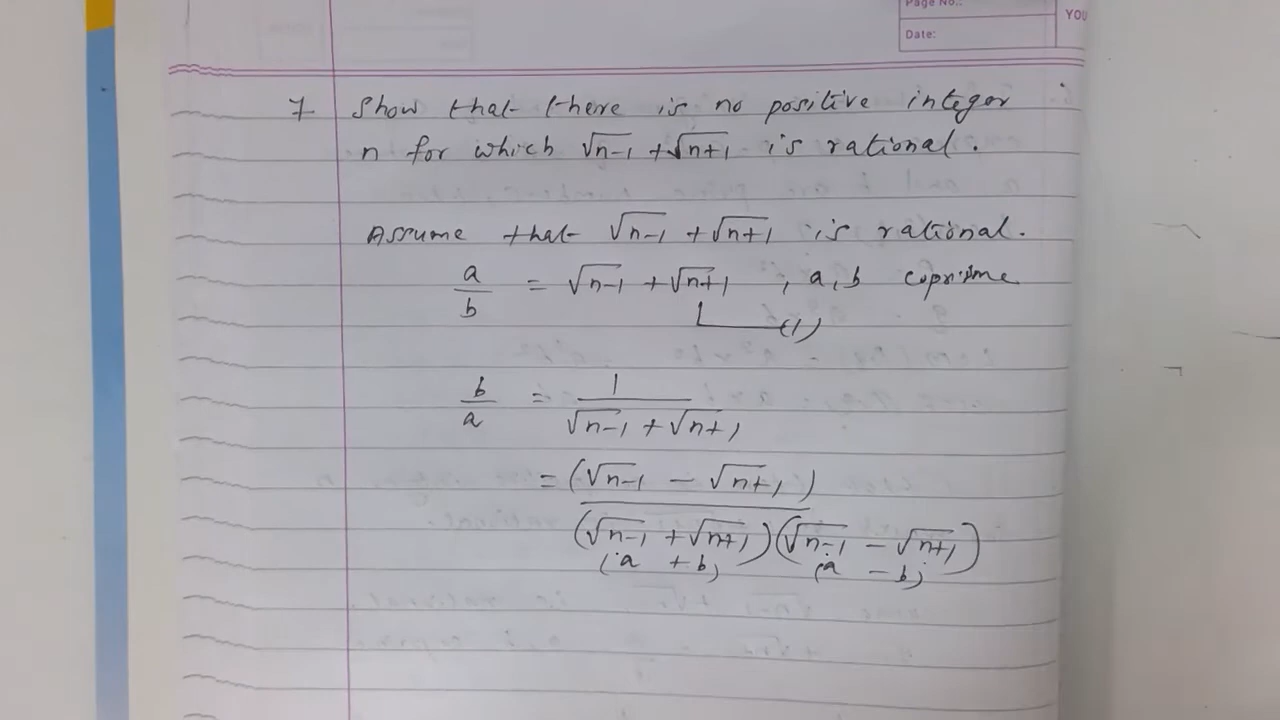 Page No.:
Date:
YOU
7 Show that there is no positive integer
n for which √n-1 + √n+1 is rational.
Assume that √n-1 + √n+1 is rational.
a/b = √n-1 + √n+1 , a, b coprime
(1)
b/a = 1/(√n-1 + √n+1)
= (√n-1 - √n+1)
(√n-1 + √n+1)(√n-1 - √n+1)
(a + b) (a - b)